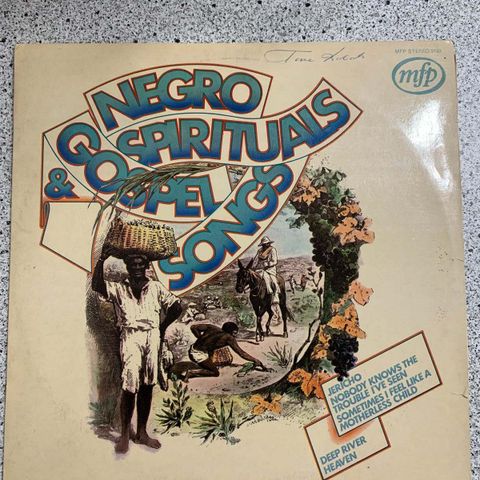 MFP STEREO
mfp
NEGRO
SPIRITUALS
& GOSPEL
SONGS
JERICHO
NOBODY KNOWS THE
TROUBLE I'VE SEEN
SOMETIMES I FEEL LIKE A
MOTHERLESS CHILD
DEEP RIVER
HEAVEN